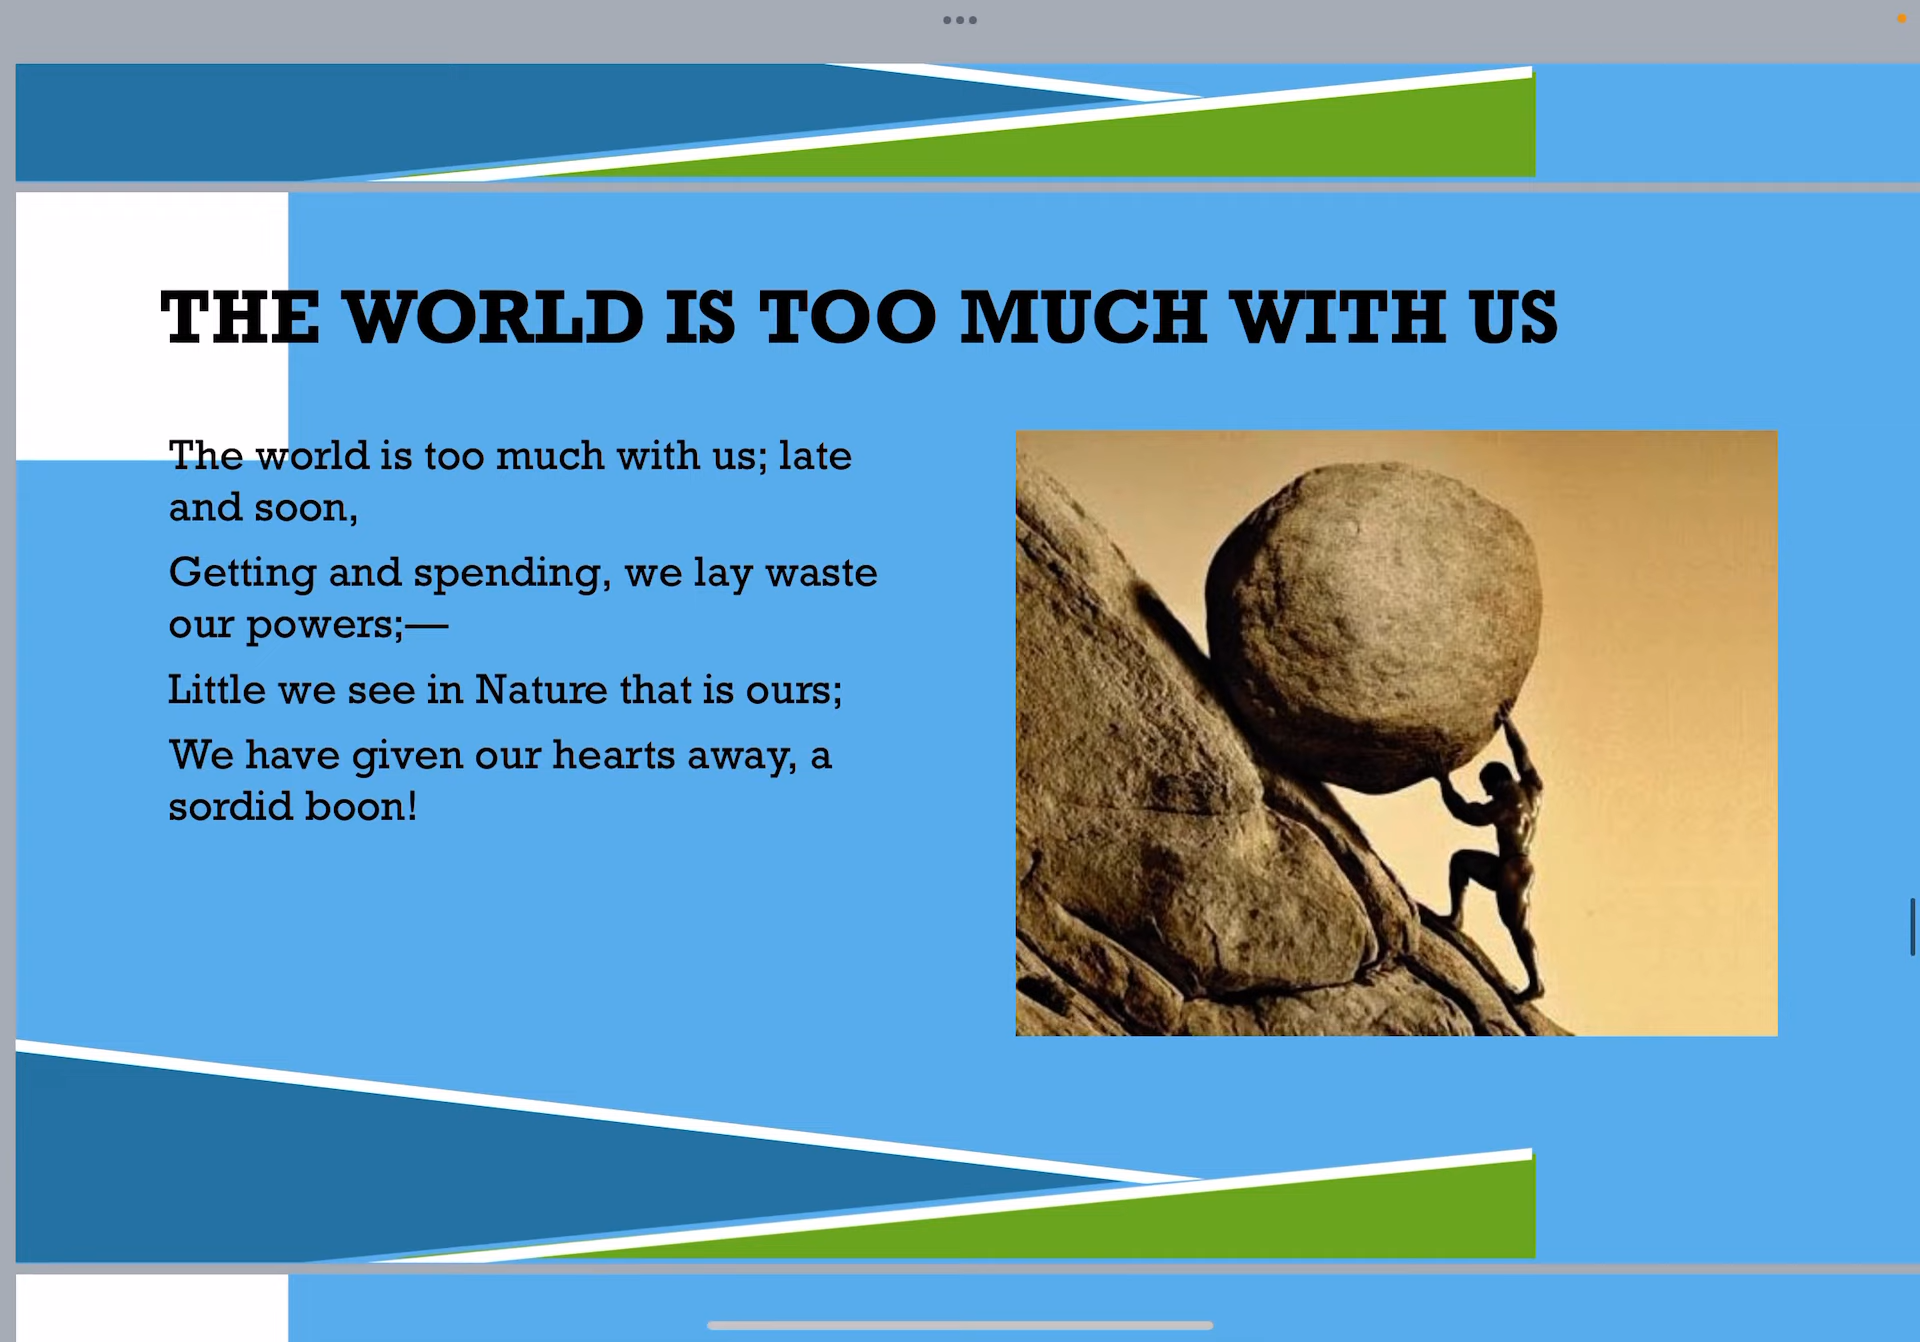 THE WORLD IS TOO MUCH WITH US
The world is too much with us; late
and soon,
Getting and spending, we lay waste
our powers;—
Little we see in Nature that is ours;
We have given our hearts away, a
sordid boon!